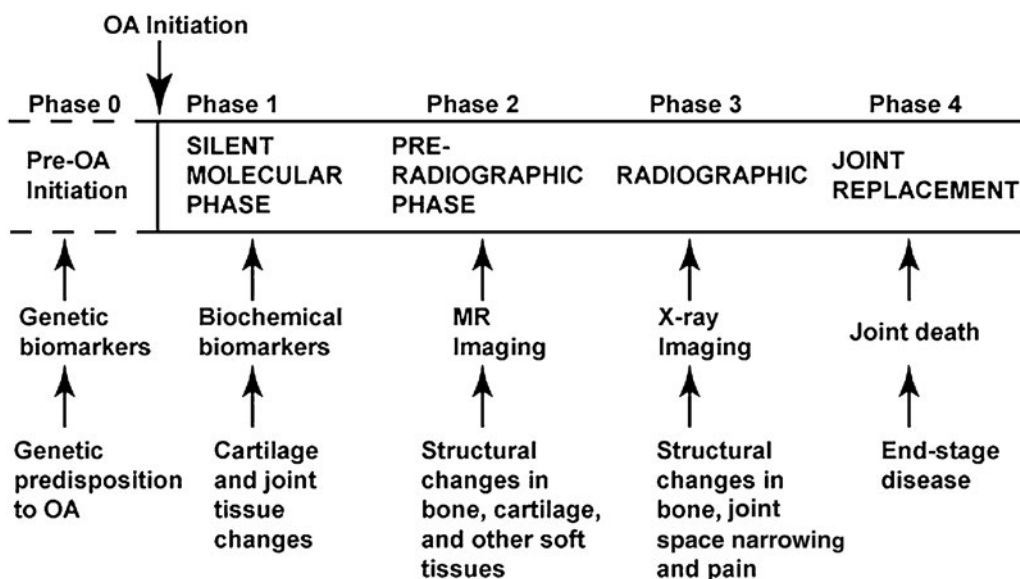 OA Initiation
Phase 0
Phase 1
Phase 2
Phase 3
Phase 4
Pre-OA
Initiation
SILENT
MOLECULAR
PHASE
PRE-
RADIOGRAPHIC
PHASE
RADIOGRAPHIC
JOINT
REPLACEMENT
Genetic
biomarkers
Biochemical
biomarkers
MR
Imaging
X-ray
Imaging
Joint death
Genetic
predisposition
to OA
Cartilage
and joint
tissue
changes
Structural
changes in
bone, cartilage,
and other soft
tissues
Structural
changes in
bone, joint
space narrowing
and pain
End-stage
disease